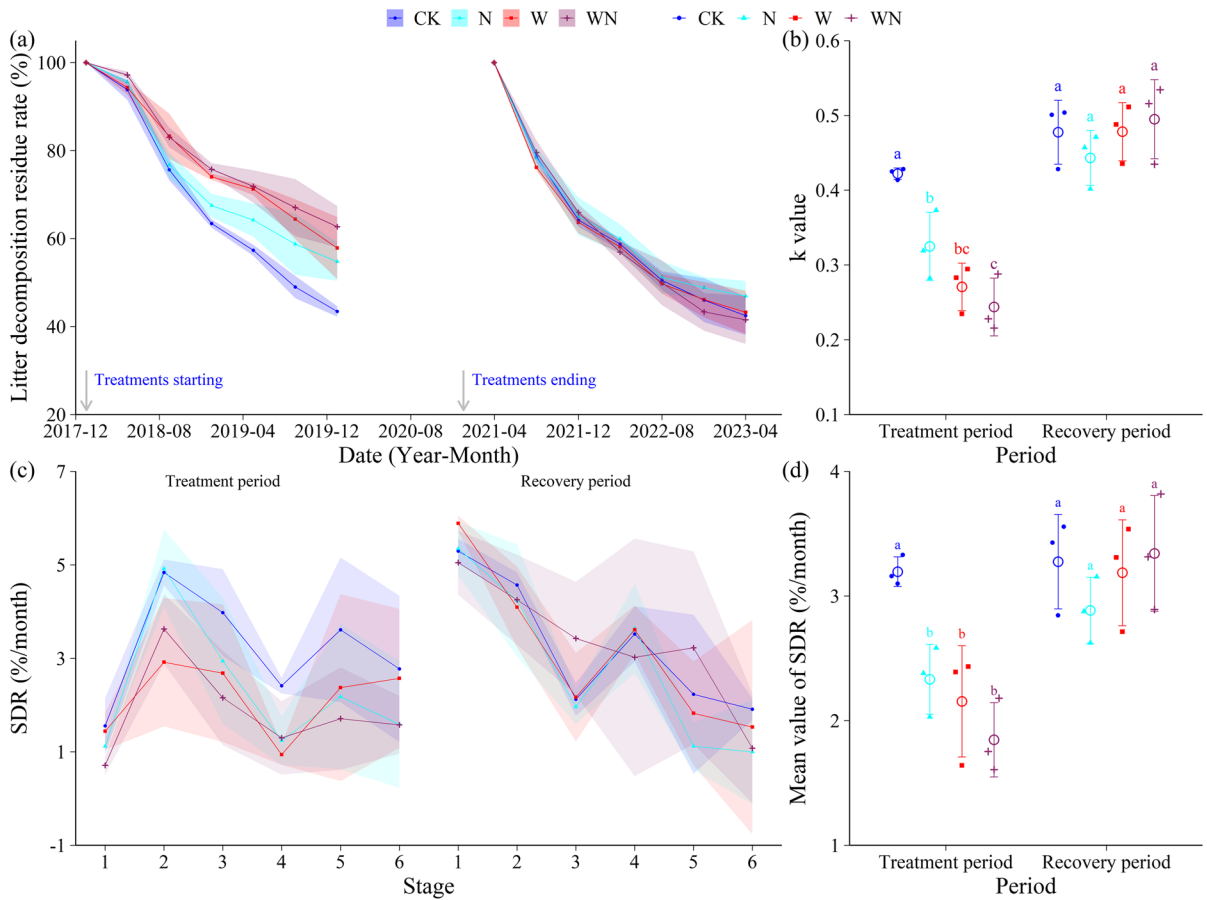 CK N W WN CK N W WN
(a)
Litter decomposition residue rate (%)
100
80
60
40
20
Treatments starting
Treatments ending
2017-12 2018-08 2019-04 2019-12 2020-08 2021-04 2021-12 2022-08 2023-04
Date (Year-Month)
(b)
k value
0.6
0.5
0.4
0.3
0.2
0.1
a
b
bc
c
a
a
a
a
Treatment period Recovery period
Period
(c)
SDR (%/month)
7
5
3
1
-1
Treatment period
Recovery period
1 2 3 4 5 6 1 2 3 4 5 6
Stage
(d)
Mean value of SDR (%/month)
4
3
2
1
a
b
b
b
a
a
a
a
Treatment period Recovery period
Period